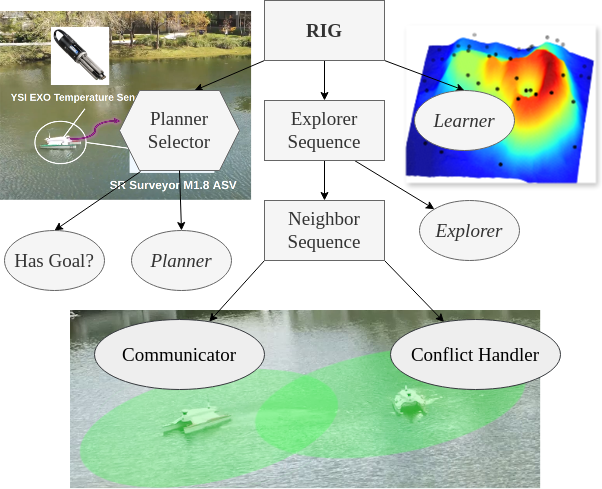 RIG
YSI EXO Temperature Sen
Planner
Selector
Explorer
Sequence
Learner
SR Surveyor M1.8 ASV
Neighbor
Sequence
Explorer
Has Goal?
Planner
Communicator
Conflict Handler